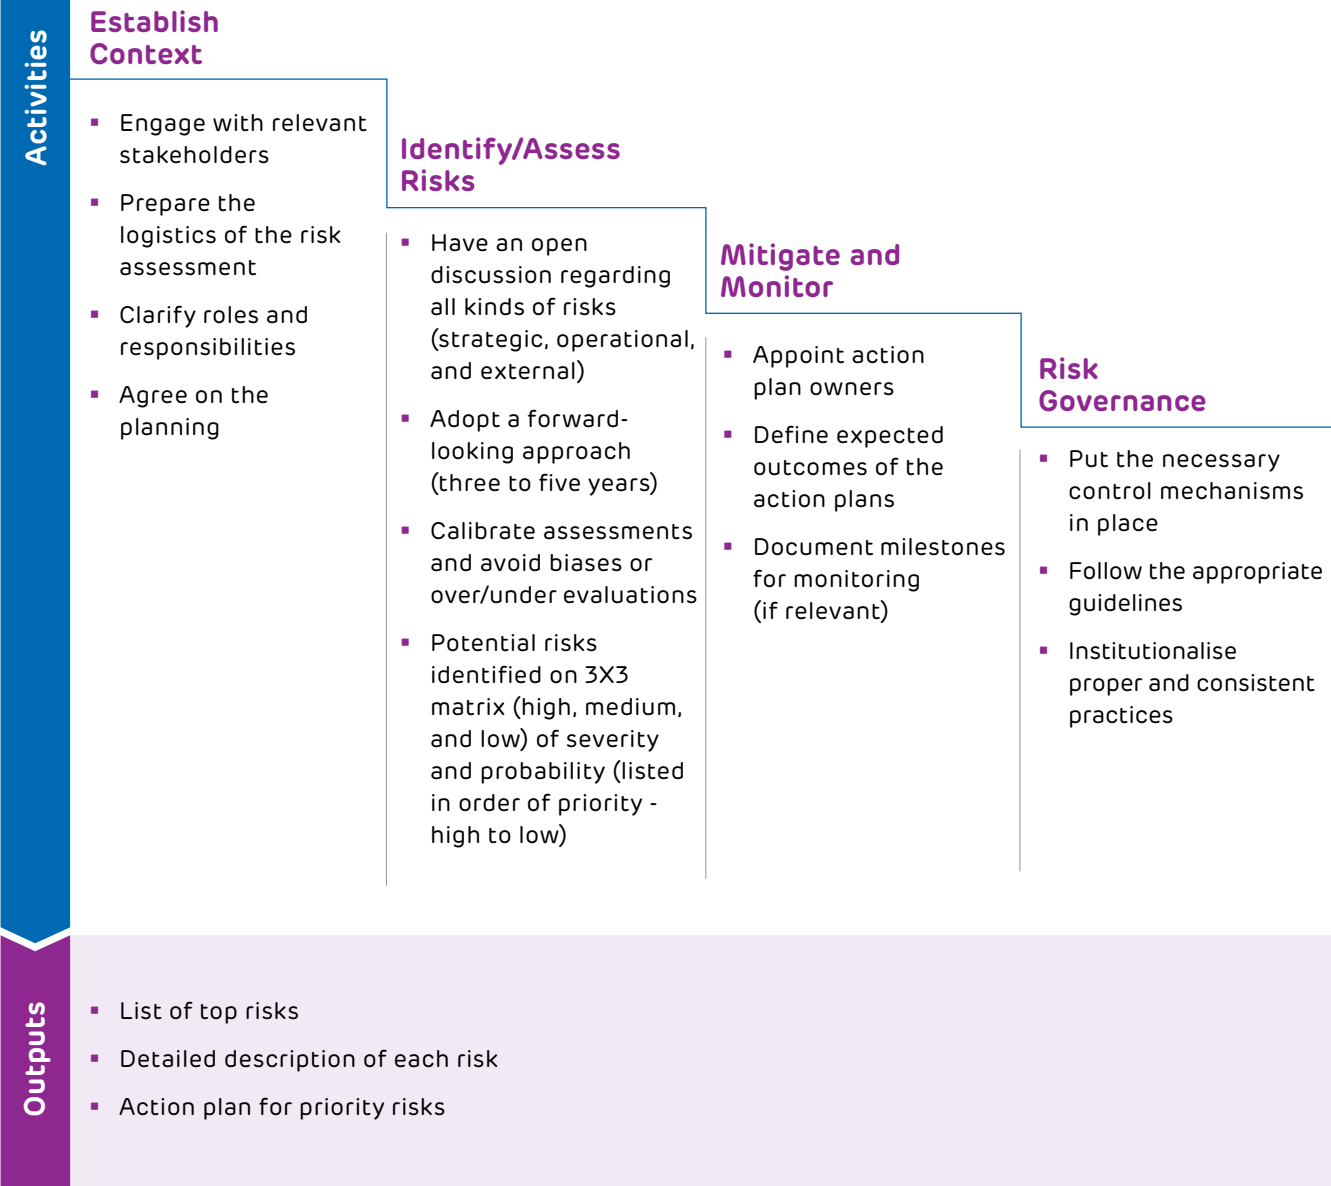 Activities
Establish
Context
Engage with relevant
stakeholders
Prepare the
logistics of the risk
assessment
Clarify roles and
responsibilities
Agree on the
planning
Identify/Assess
Risks
Have an open
discussion regarding
all kinds of risks
(strategic, operational,
and external)
Adopt a forward-
looking approach
(three to five years)
Calibrate assessments
and avoid biases or
over/under evaluations
Potential risks
identified on 3X3
matrix (high, medium,
and low) of severity
and probability (listed
in order of priority -
high to low)
Mitigate and
Monitor
Appoint action
plan owners
Define expected
outcomes of the
action plans
Document milestones
for monitoring
(if relevant)
Risk
Governance
Put the necessary
control mechanisms
in place
Follow the appropriate
guidelines
Institutionalise
proper and consistent
practices
Outputs
List of top risks
Detailed description of each risk
Action plan for priority risks